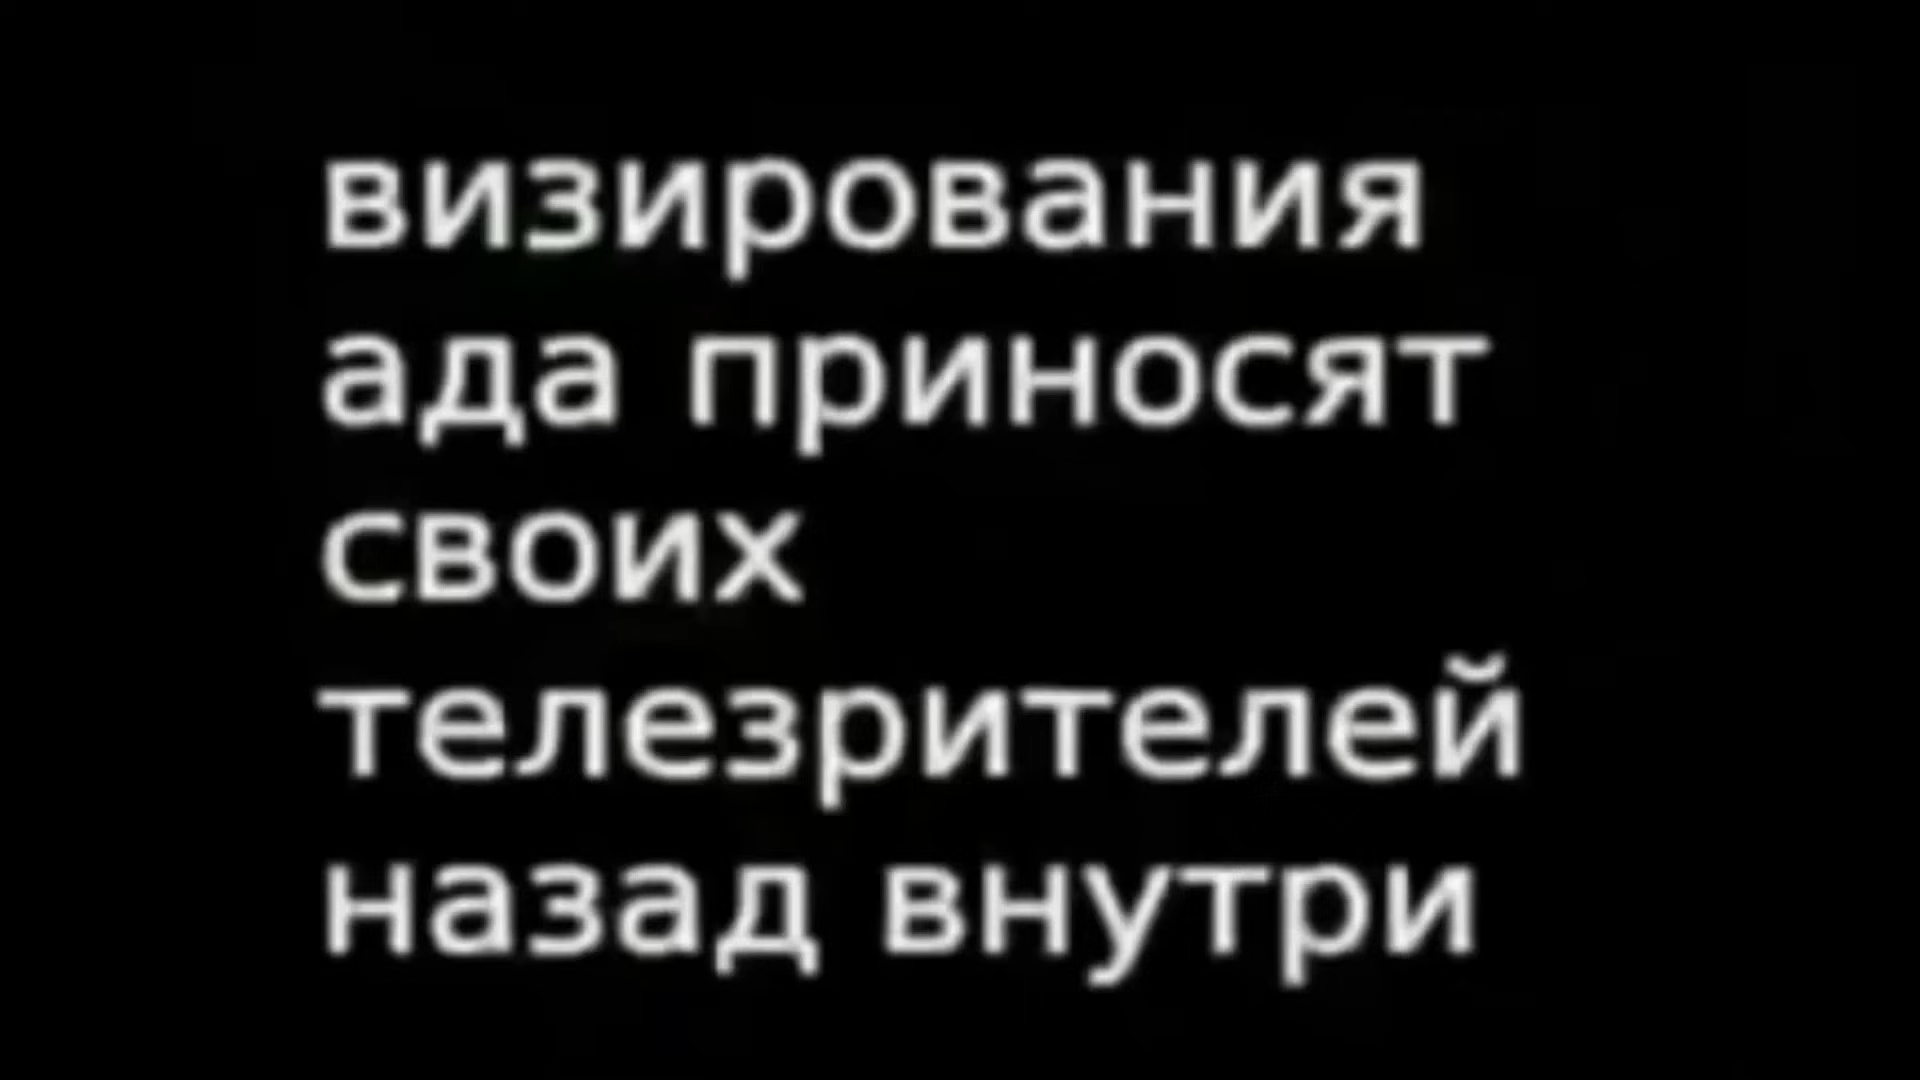 визирования
ада приносят
своих
телезрителей
назад внутри